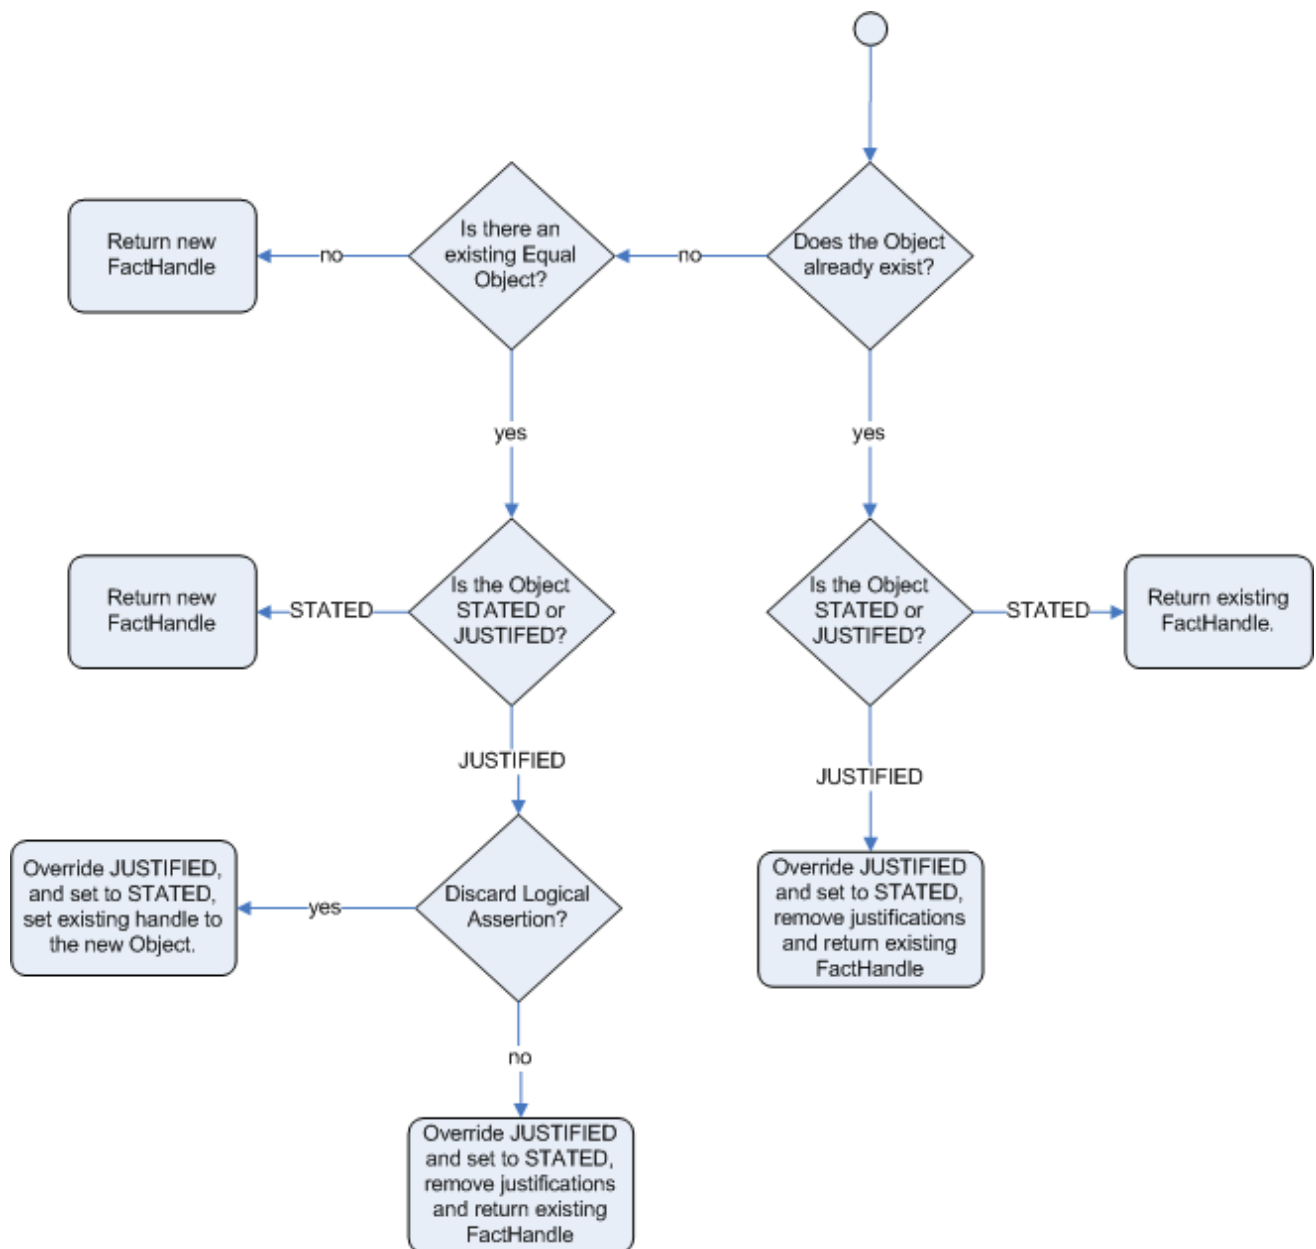 Is there an
existing Equal
Object?
Does the Object
already exist?
Return new
FactHandle
no
no
yes
yes
Return new
FactHandle
STATED
Is the Object
STATED or
JUSTIFED?
Is the Object
STATED or
JUSTIFED?
STATED
Return existing
FactHandle.
JUSTIFIED
JUSTIFIED
Override JUSTIFIED,
and set to STATED,
set existing handle to
the new Object.
yes
Discard Logical
Assertion?
Override JUSTIFIED
and set to STATED,
remove justifications
and return existing
FactHandle
no
Override JUSTIFIED
and set to STATED,
remove justifications
and return existing
FactHandle